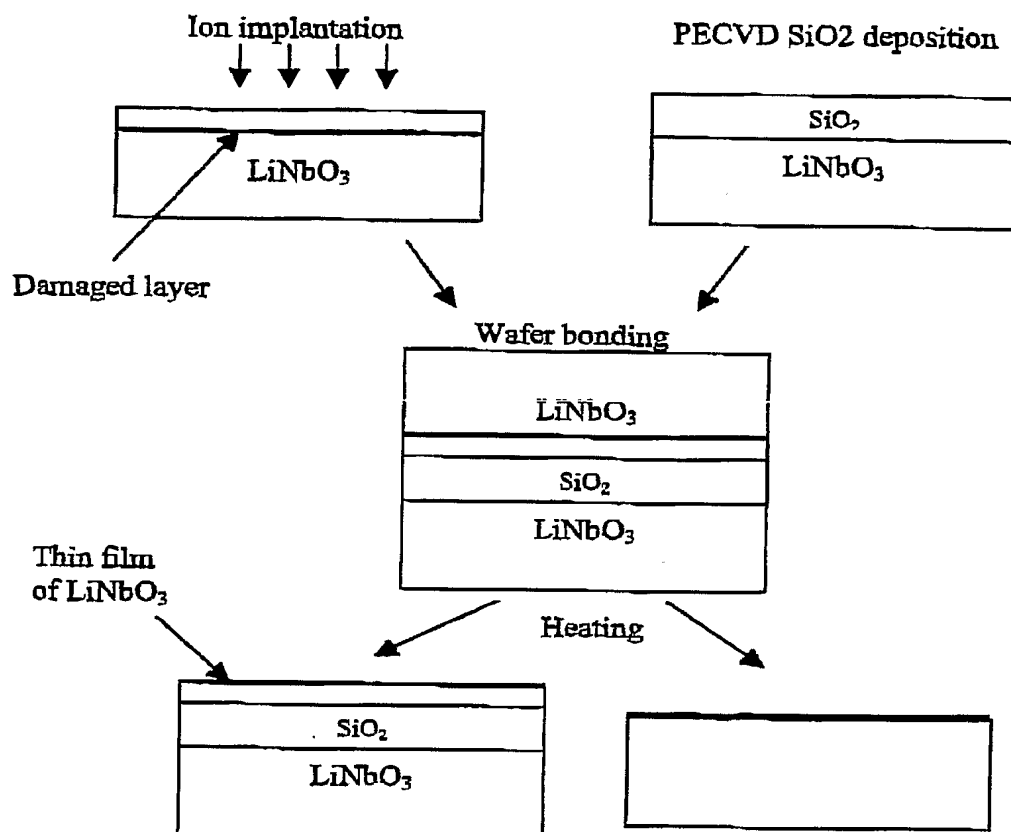 Ion implantation
PECVD SiO2 deposition
SiO₂
LiNbO₃
LiNbO₃
Damaged layer
Wafer bonding
LiNbO₃
SiO₂
LiNbO₃
Thin film
of LiNbO₃
Heating
SiO₂
LiNbO₃